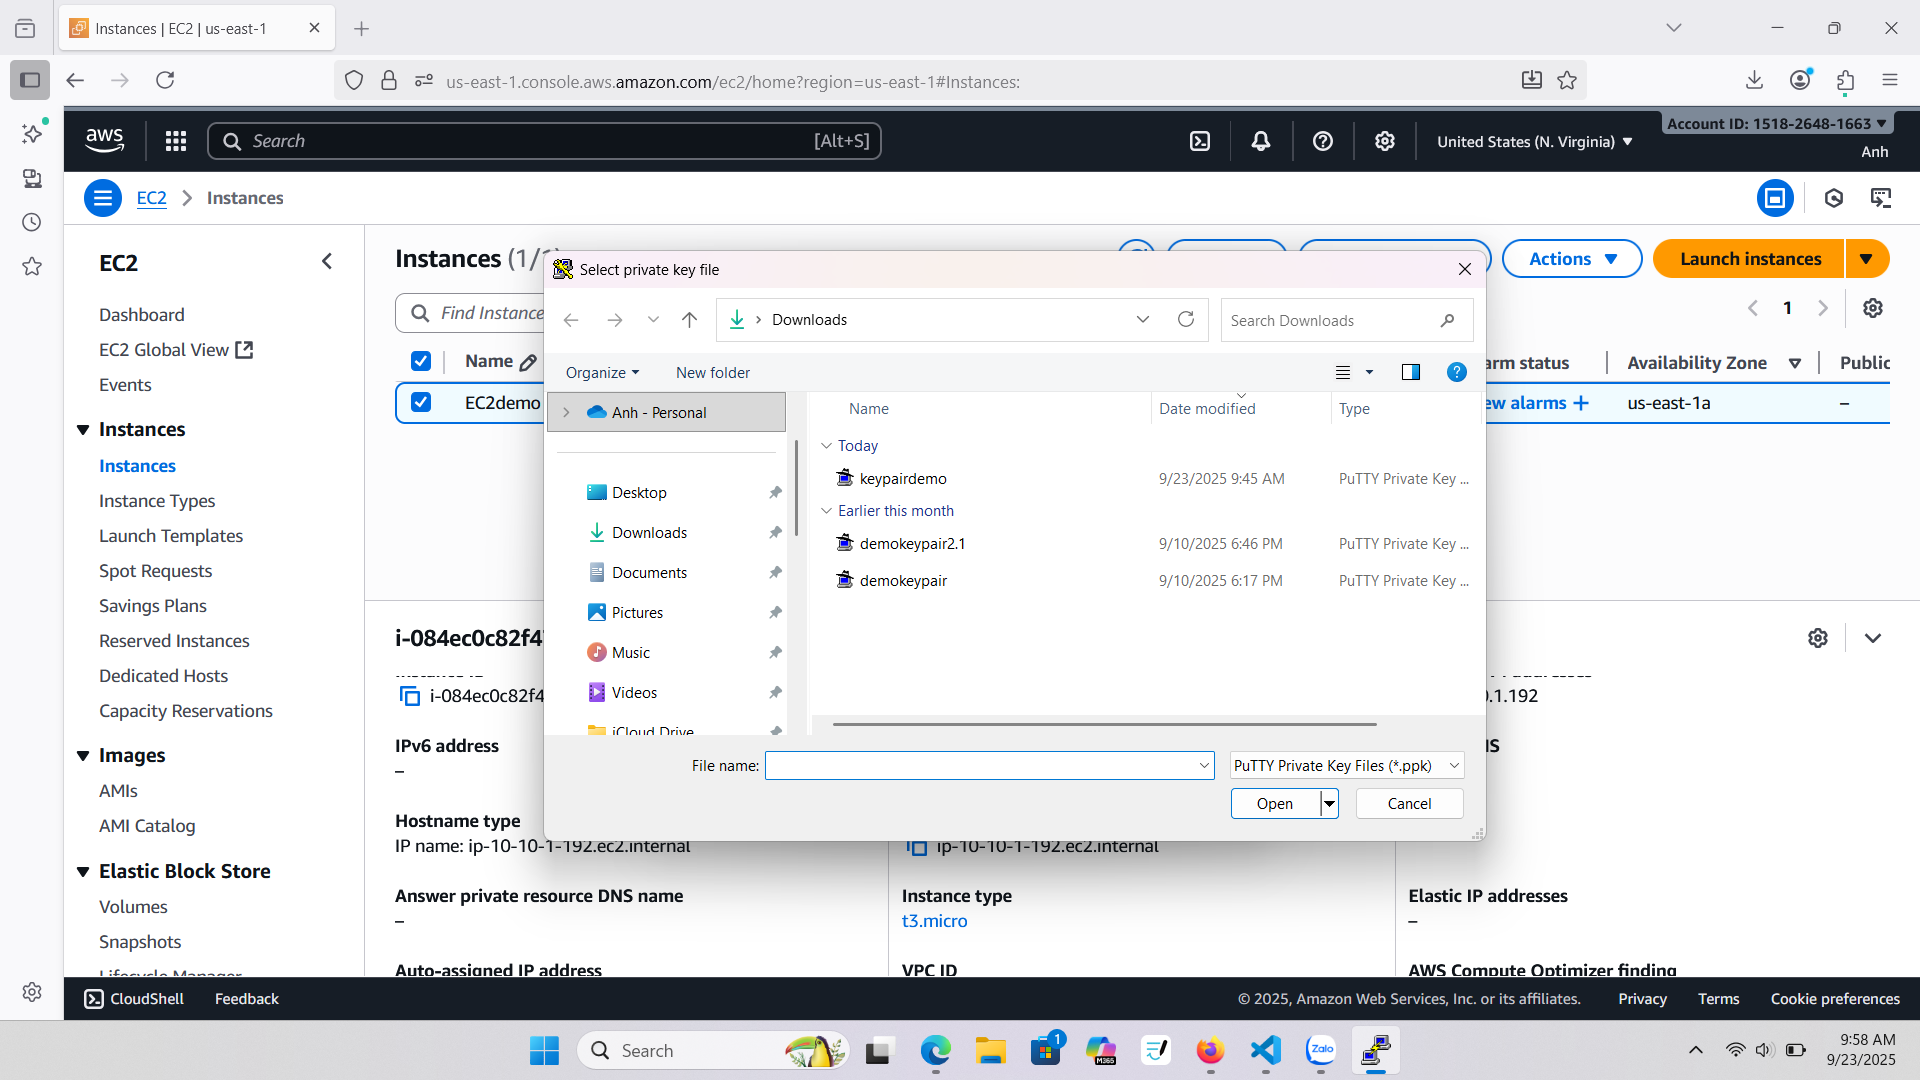 Instances | EC2 | us-east-1
us-east-1.console.aws.amazon.com/ec2/home?region=us-east-1#Instances:
aws
Search
[Alt+S]
United States (N. Virginia)
Account ID: 1518-2648-1663
Anh
EC2
Instances
EC2
Dashboard
EC2 Global View
Events
Instances
Instances
Instance Types
Launch Templates
Spot Requests
Savings Plans
Reserved Instances
Dedicated Hosts
Capacity Reservations
Images
AMIs
AMI Catalog
Elastic Block Store
Volumes
Snapshots
Lifecycle Manager
Instances (1/
Actions
Launch instances
Find Instance
1
Name
arm status
Availability Zone
Public
EC2demo
ew alarms
us-east-1a
–
Select private key file
Downloads
Search Downloads
Organize
New folder
Anh - Personal
Desktop
Downloads
Documents
Pictures
Music
Videos
iCloud Drive
Name
Date modified
Type
Today
keypairdemo
9/23/2025 9:45 AM
PuTTY Private Key ...
Earlier this month
demokeypair2.1
9/10/2025 6:46 PM
PuTTY Private Key ...
demokeypair
9/10/2025 6:17 PM
PuTTY Private Key ...
File name:
PuTTY Private Key Files (*.ppk)
Open
Cancel
i-084ec0c82f4
i-084ec0c82f4
.1.192
IPv6 address
–
IS
Hostname type
IP name: ip-10-10-1-192.ec2.internal
ip-10-10-1-192.ec2.internal
Answer private resource DNS name
–
Instance type
t3.micro
Elastic IP addresses
–
Auto-assigned IP address
VPC ID
AWS Compute Optimizer finding
CloudShell
Feedback
© 2025, Amazon Web Services, Inc. or its affiliates.
Privacy
Terms
Cookie preferences
Search
1
M365
Zalo
9:58 AM
9/23/2025